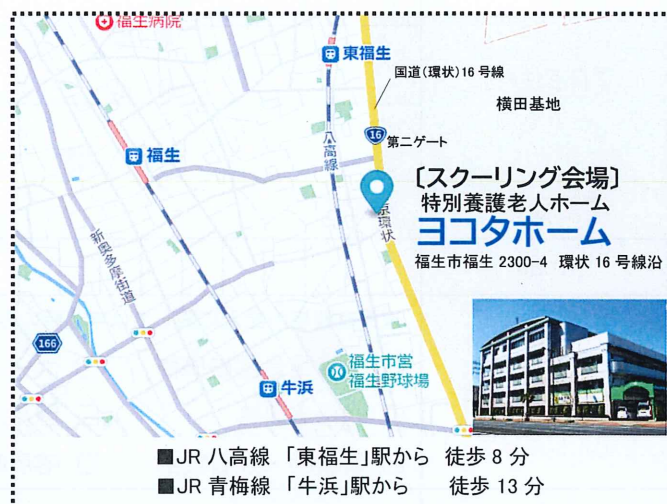 福生病院
東福生
国道(環状)16号線
横田基地
16
第二ゲート
八高線
福生
〔スクーリング会場〕
特別養護老人ホーム
ヨコタホーム
福生市福生 2300-4 環状 16 号線沿
京環状
新奥多摩街道
166
福生市営
福生野球場
牛浜
■JR 八高線 「東福生」駅から 徒歩 8 分
■JR 青梅線 「牛浜」駅から 徒歩 13 分